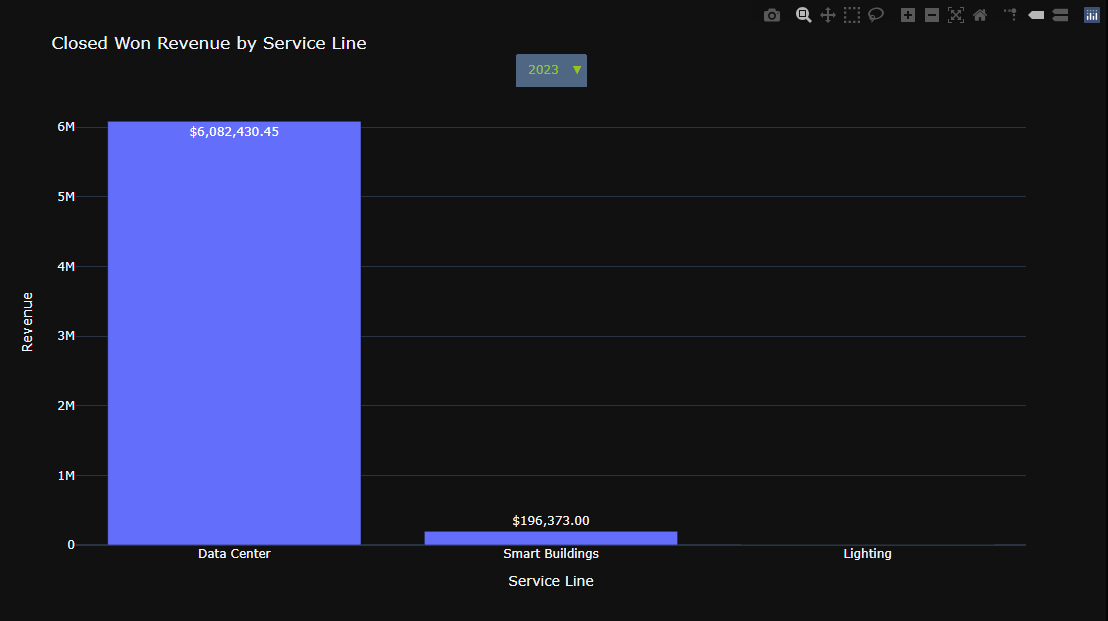 Closed Won Revenue by Service Line
2023 ▼
6M
5M
4M
3M
2M
1M
0
Revenue
$6,082,430.45
$196,373.00
Data Center
Smart Buildings
Lighting
Service Line